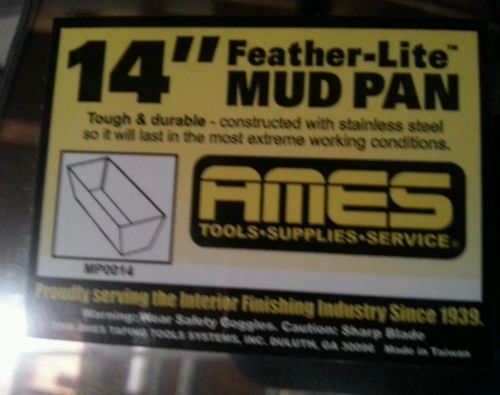 14" Feather-Lite™
MUD PAN
Tough & durable - constructed with stainless steel
so it will last in the most extreme working conditions.
AMES
TOOLS•SUPPLIES•SERVICE®
MP0014
Proudly serving the Interior Finishing Industry Since 1939.
Warning: Wear Safety Goggles. Caution: Sharp Blade
AMES TAPING TOOLS SYSTEMS, INC. DULUTH, GA 30096 Made in Taiwan